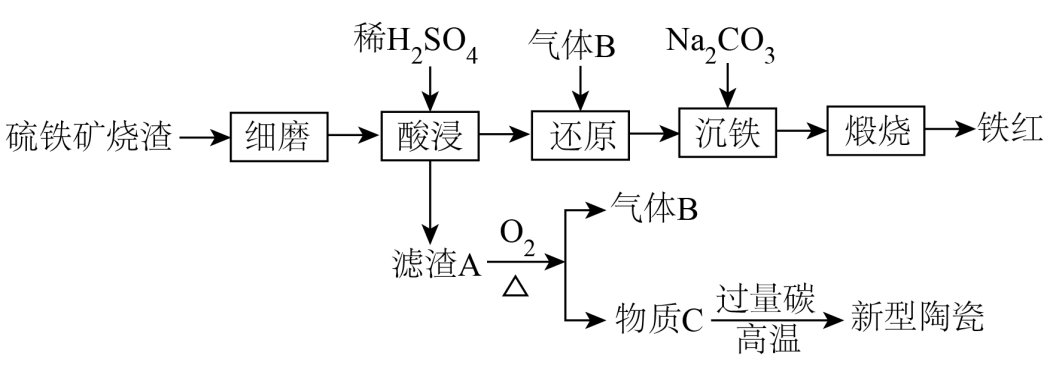 稀H₂SO₄ 气体B Na₂CO₃
硫铁矿烧渣 细磨 酸浸 还原 沉铁 煅烧 铁红
滤渣A O₂ △ 气体B
物质C 过量碳 高温 新型陶瓷